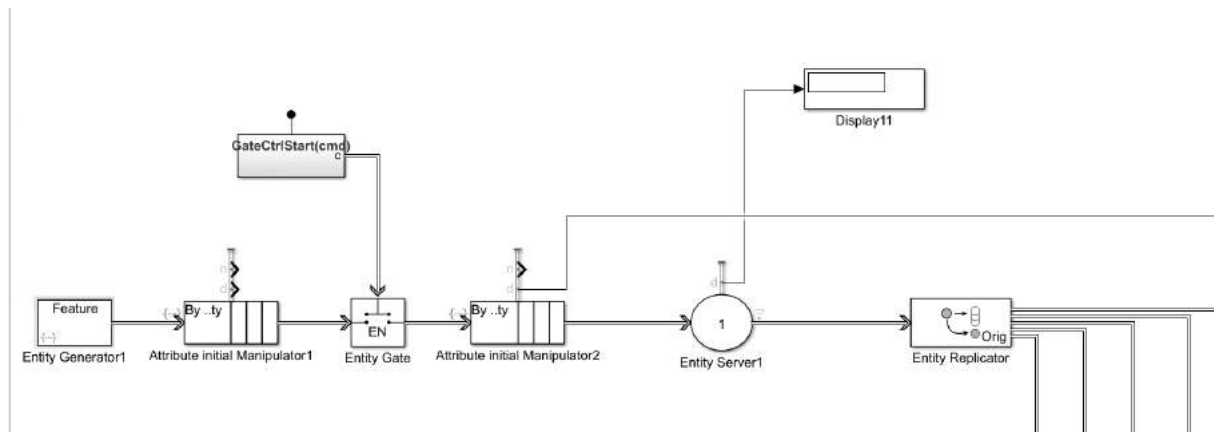 Display11
GateCtrlStart(cmd)
c
n
d
n
d
d
Feature
{··}
{··}
By ..ty
EN
{··}
By ..ty
1
Orig
Entity Generator1
Attribute initial Manipulator1
Entity Gate
Attribute initial Manipulator2
Entity Server1
Entity Replicator